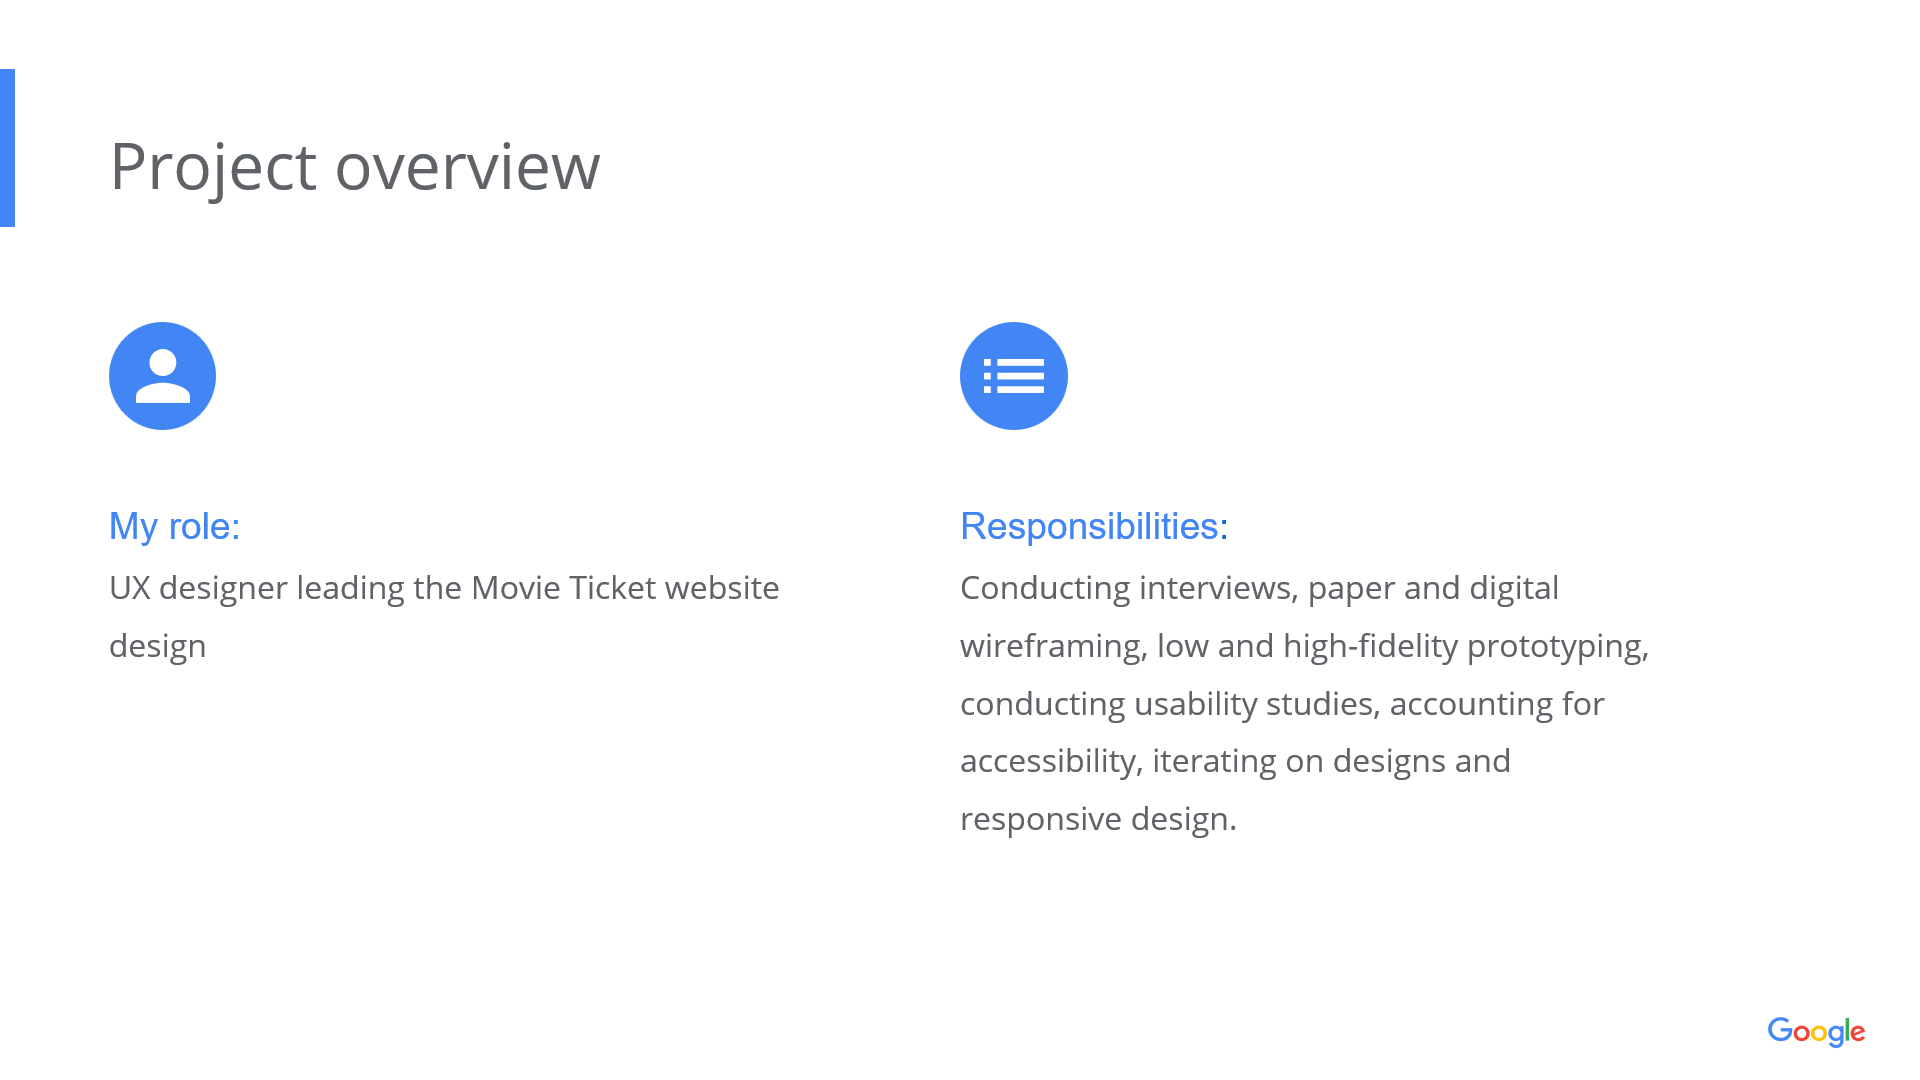 Project overview
My role:
UX designer leading the Movie Ticket website
design
Responsibilities:
Conducting interviews, paper and digital
wireframing, low and high-fidelity prototyping,
conducting usability studies, accounting for
accessibility, iterating on designs and
responsive design.
Google